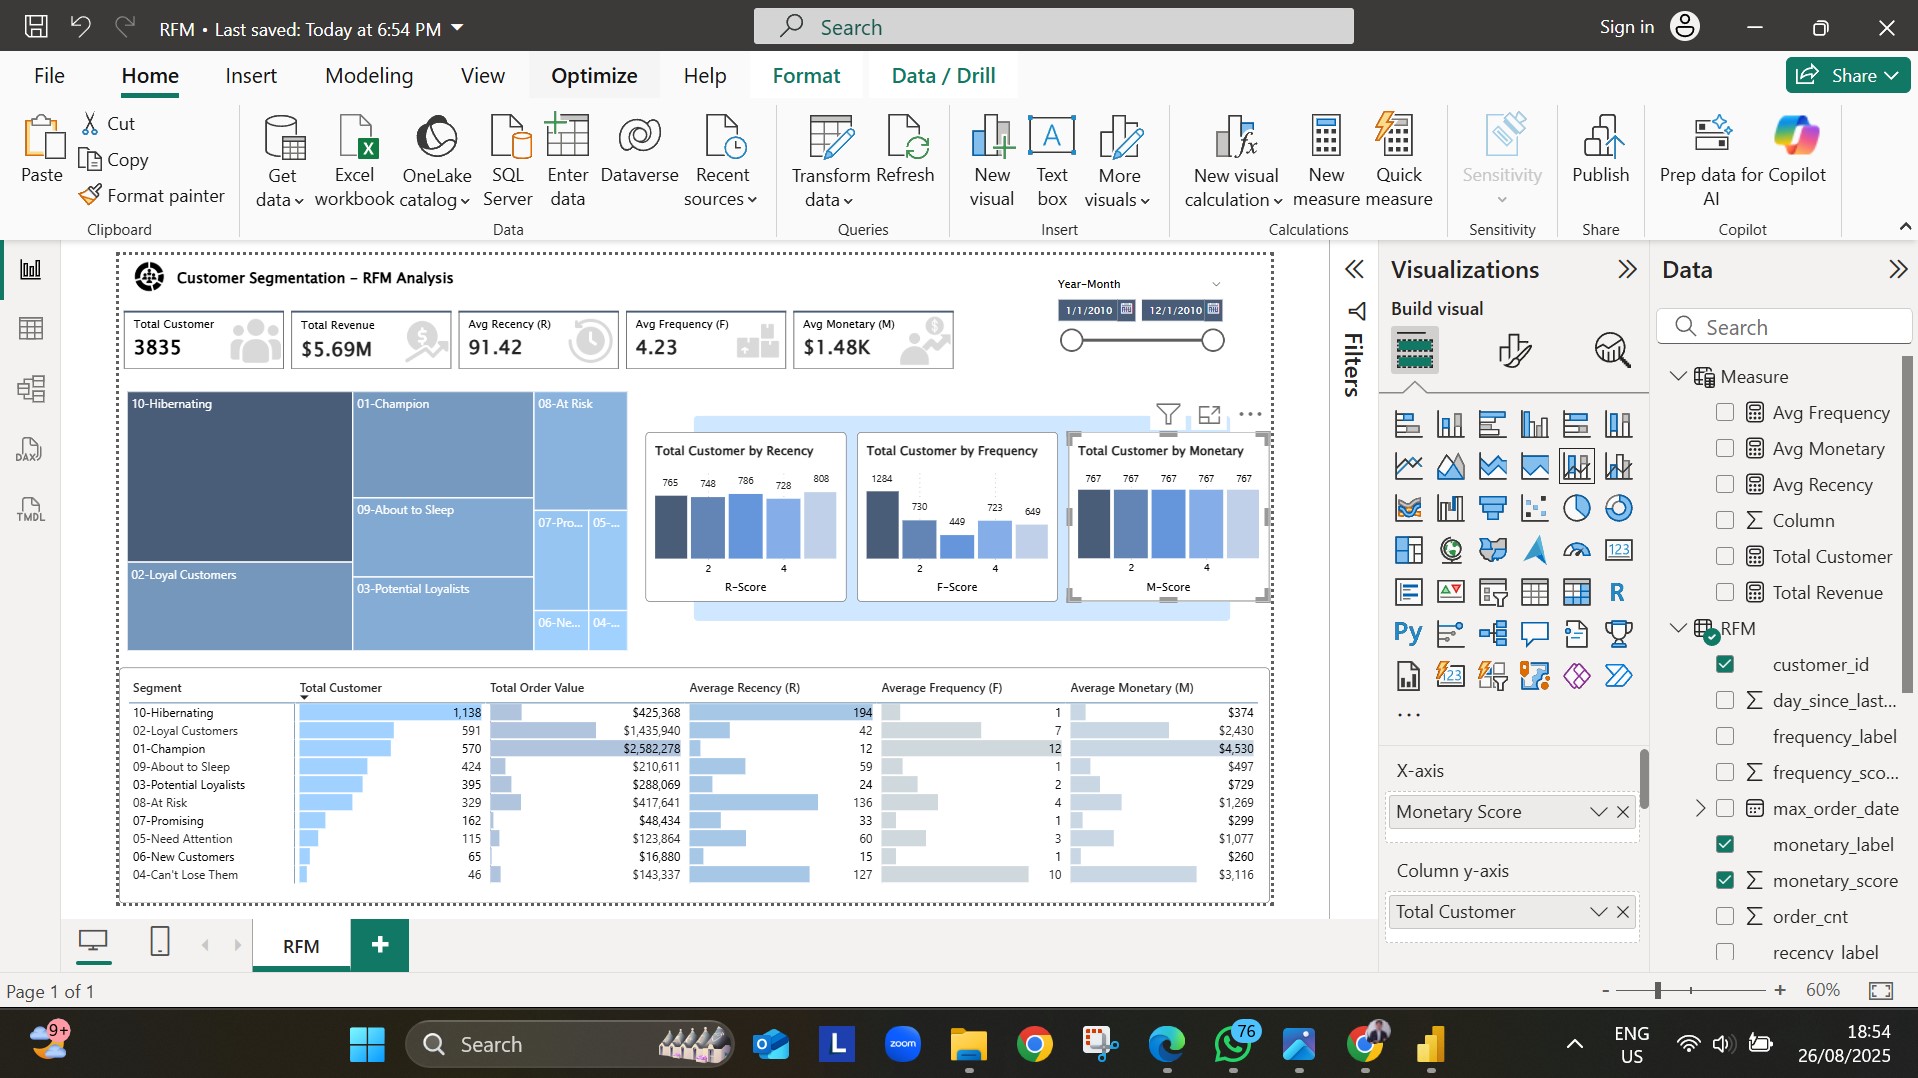 RFM • Last saved: Today at 6:54 PM
Search
Sign in
File
Home
Insert
Modeling
View
Optimize
Help
Format
Data / Drill
Share
Paste
Cut
Copy
Format painter
Clipboard
Get data
Excel workbook
OneLake catalog
SQL Server
Enter data
Dataverse
Recent sources
Data
Transform data
Refresh
Queries
New visual
Text box
More visuals
Insert
New visual calculation
New measure
Quick measure
Calculations
Sensitivity
Sensitivity
Publish
Share
Prep data for AI
Copilot
Copilot
DAX
TMDL
Customer Segmentation – RFM Analysis
Year-Month
1/1/2010
12/1/2010
Total Customer
3835
Total Revenue
$5.69M
Avg Recency (R)
91.42
Avg Frequency (F)
4.23
Avg Monetary (M)
$1.48K
10-Hibernating
02-Loyal Customers
01-Champion
09-About to Sleep
03-Potential Loyalists
08-At Risk
07-Pro...
05-...
06-Ne...
04-...
Total Customer by Recency
765 748 786 728 808
2 4
R-Score
Total Customer by Frequency
1284 730 449 723 649
2 4
F-Score
Total Customer by Monetary
767 767 767 767 767
2 4
M-Score
Segment Total Customer Total Order Value Average Recency (R) Average Frequency (F) Average Monetary (M)
10-Hibernating 1,138 $425,368 194 1 $374
02-Loyal Customers 591 $1,435,940 42 7 $2,430
01-Champion 570 $2,582,278 12 12 $4,530
09-About to Sleep 424 $210,611 59 1 $497
03-Potential Loyalists 395 $288,069 24 2 $729
08-At Risk 329 $417,641 136 4 $1,269
07-Promising 162 $48,434 33 1 $299
05-Need Attention 115 $123,864 60 3 $1,077
06-New Customers 65 $16,880 15 1 $260
04-Can't Lose Them 46 $143,337 127 10 $3,116
Filters
Visualizations
Build visual
123
R
Py
123
...
X-axis
Monetary Score
Column y-axis
Total Customer
Data
Search
Measure
Avg Frequency
Avg Monetary
Avg Recency
Column
Total Customer
Total Revenue
RFM
customer_id
day_since_last...
frequency_label
frequency_sco...
max_order_date
monetary_label
monetary_score
order_cnt
recency_label
RFM
+
Page 1 of 1
- + 60%
9+
Search
L
zoom
76
ENG
US
18:54
26/08/2025